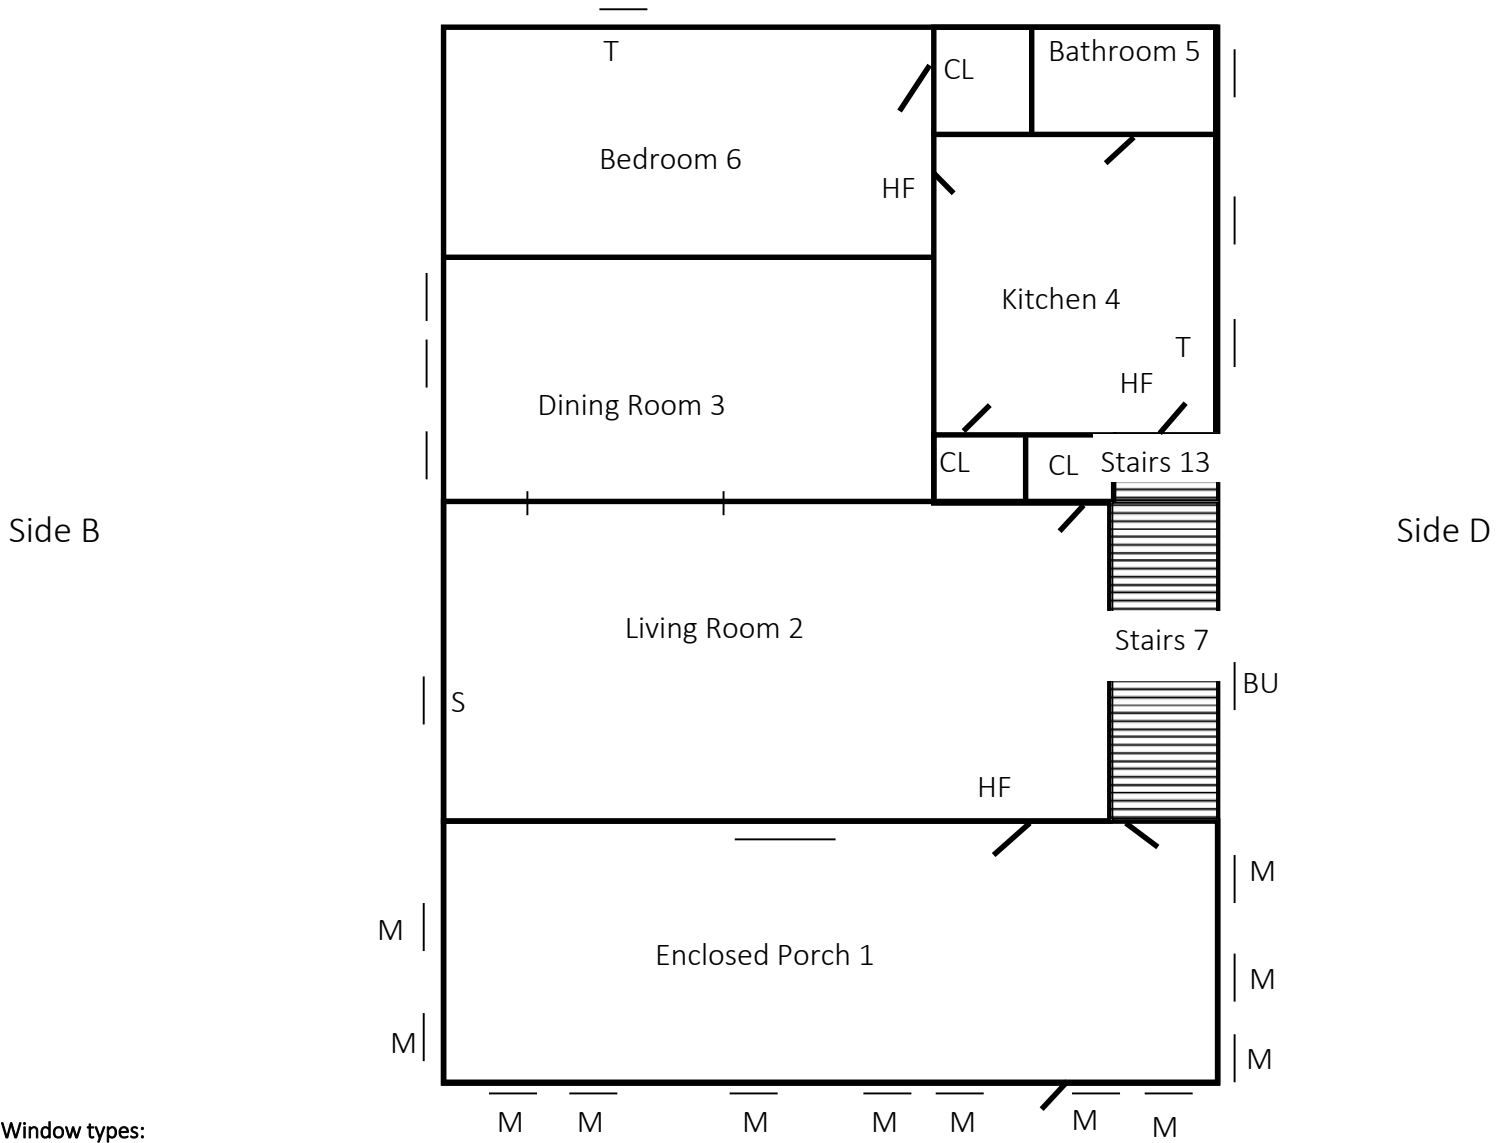 T
CL
Bathroom 5
Bedroom 6
HF
Kitchen 4
T
HF
Dining Room 3
CL
CL
Stairs 13
Side B
Side D
Living Room 2
Stairs 7
S
BU
HF
M
M
Enclosed Porch 1
M
M
M
M
M
M
M
M
M
M
Window types: